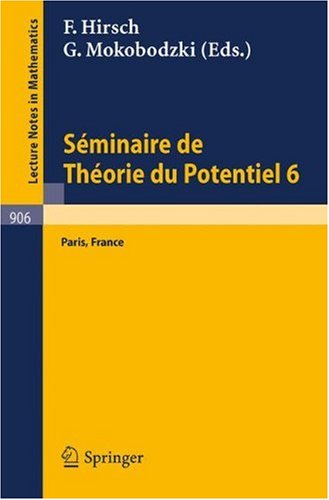 F. Hirsch
G. Mokobodzki (Eds.)
Lecture Notes in Mathematics
Séminaire de
Théorie du Potentiel 6
906
Paris, France
Springer